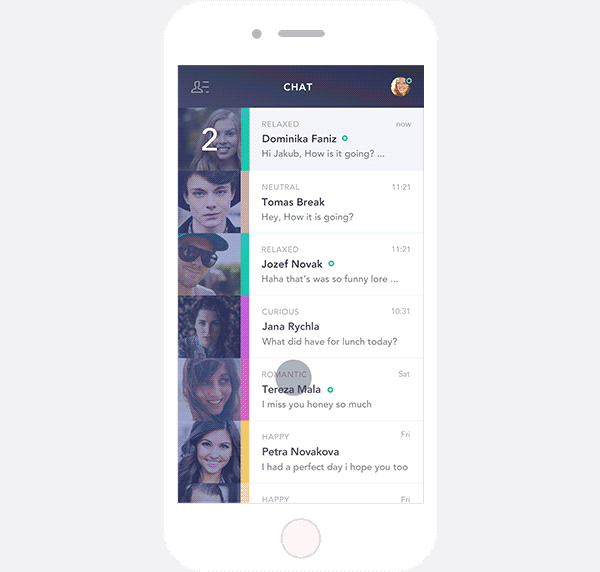 CHAT
2
RELAXED
now
Dominika Faniz
Hi Jakub, How is it going? ...
NEUTRAL
11:21
Tomas Break
Hey, How it is going?
RELAXED
11:21
Jozef Novak
Haha that's was so funny lore ...
CURIOUS
10:31
Jana Rychla
What did have for lunch today?
ROMANTIC
Sat
Tereza Mala
I miss you honey so much
HAPPY
Fri
Petra Novakova
I had a perfect day i hope you too
HAPPY
Fri